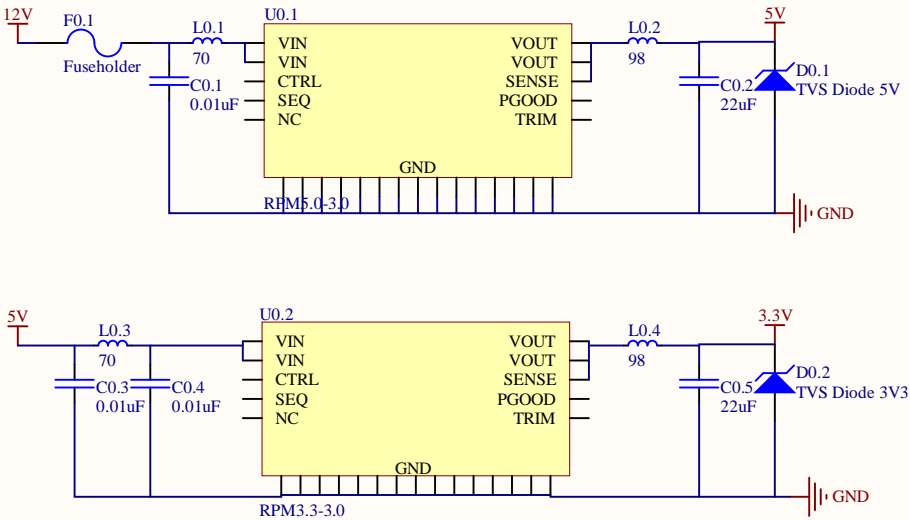 12V
F0.1
Fuseholder
L0.1
70
C0.1
0.01uF
U0.1
VIN
VIN
CTRL
SEQ
NC
VOUT
VOUT
SENSE
PGOOD
TRIM
GND
RPM5.0-3.0
L0.2
98
C0.2
22uF
5V
D0.1
TVS Diode 5V
GND
5V
L0.3
70
C0.3
0.01uF
C0.4
0.01uF
U0.2
VIN
VIN
CTRL
SEQ
NC
VOUT
VOUT
SENSE
PGOOD
TRIM
GND
RPM3.3-3.0
L0.4
98
C0.5
22uF
3.3V
D0.2
TVS Diode 3V3
GND